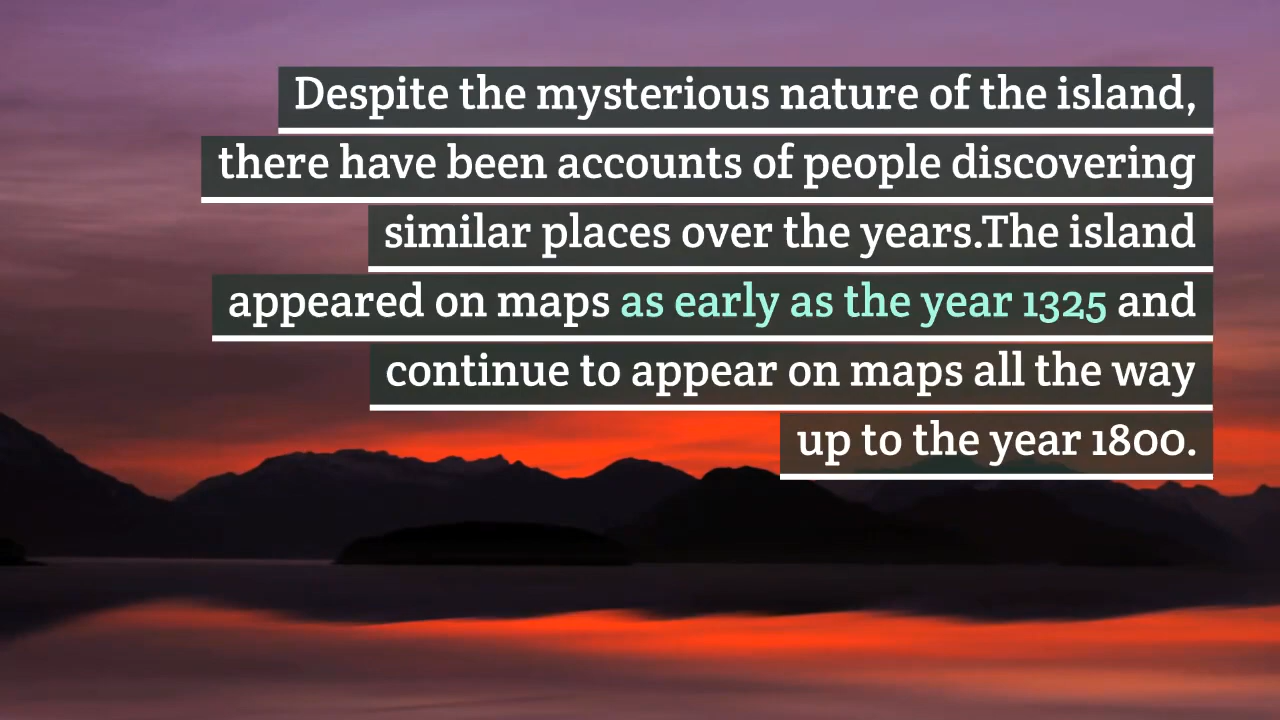 Despite the mysterious nature of the island,
there have been accounts of people discovering
similar places over the years.The island
appeared on maps as early as the year 1325 and
continue to appear on maps all the way
up to the year 1800.